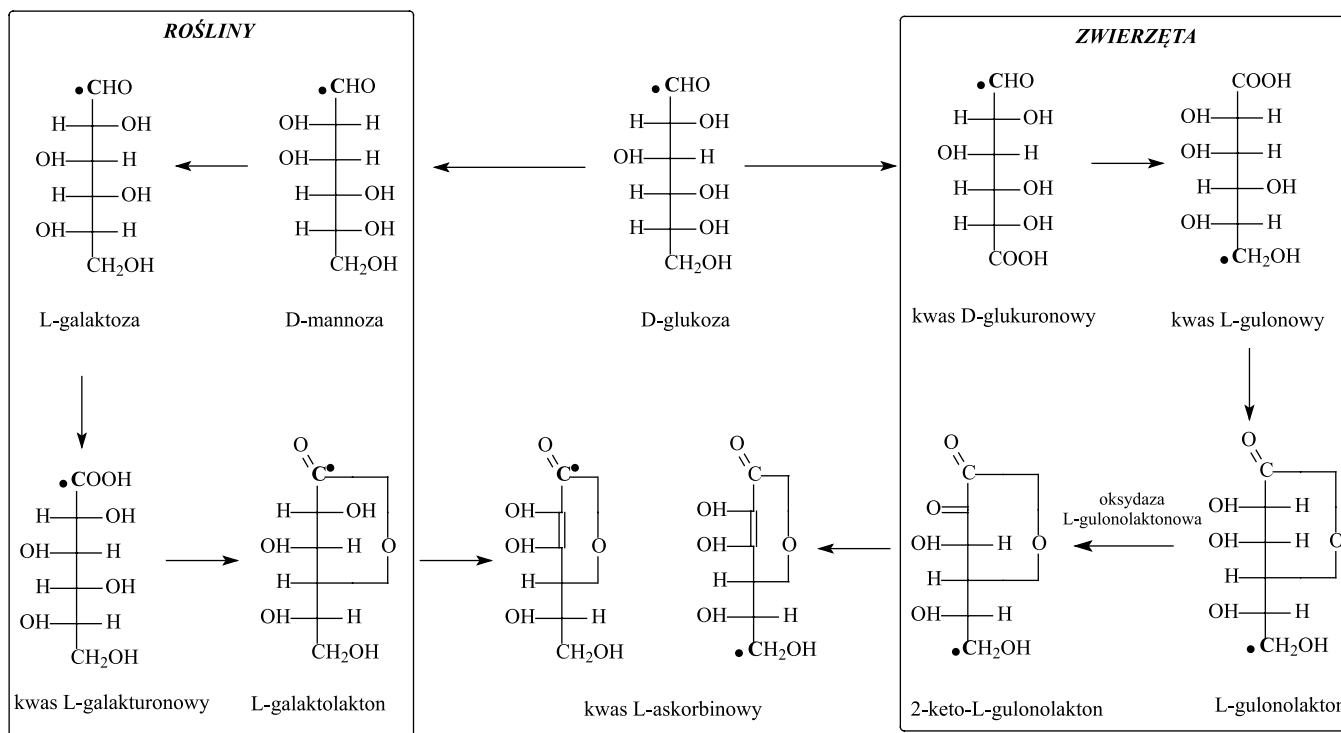 ROŚLINY
ZWIERZĘTA
•CHO
H OH
OH H
H OH
OH H
CH₂OH
L-galaktoza
•CHO
OH H
OH H
H OH
H OH
CH₂OH
D-mannoza
•CHO
H OH
OH H
H OH
H OH
CH₂OH
D-glukoza
•CHO
H OH
OH H
H OH
H OH
COOH
kwas D-glukuronowy
COOH
OH H
OH H
H OH
OH H
•CH₂OH
kwas L-gulonowy
•COOH
H OH
OH H
H OH
OH H
CH₂OH
kwas L-galakturonowy
O
C•
H OH
OH H O
H
OH H
CH₂OH
L-galaktolakton
O
C•
OH
OH O
H
OH H
CH₂OH
O
C
OH
OH O
H
OH H
•CH₂OH
kwas L-askorbinowy
O
C
O
OH H O
H
OH H
•CH₂OH
2-keto-L-gulonolakton
oksydaza
L-gulonolaktonowa
O
C
OH H
OH H O
H
OH H
•CH₂OH
L-gulonolakton